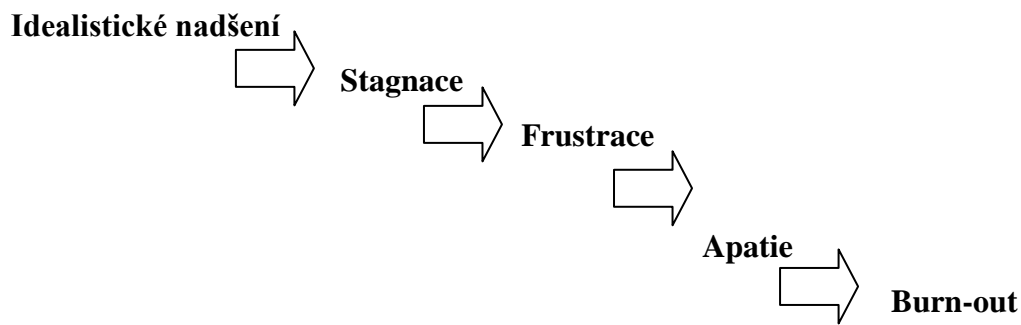 Idealistické nadšení
Stagnace
Frustrace
Apatie
Burn-out